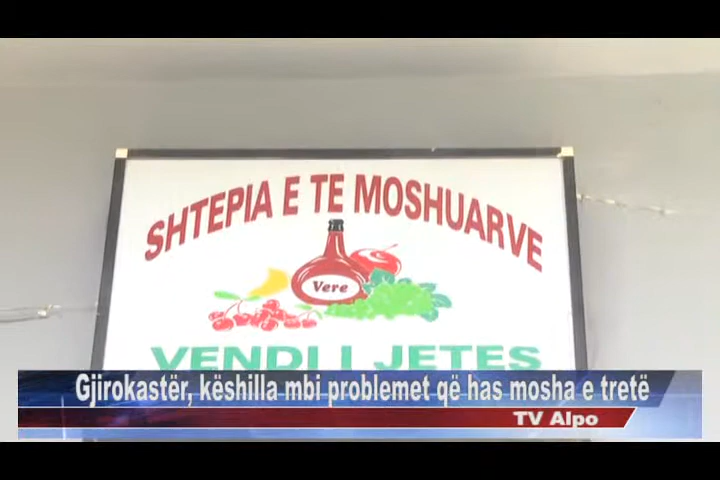 SHTEPIA E TE MOSHUARVE
Vere
VENDI I JETES
Gjirokastër, këshilla mbi problemet që has mosha e tretë
TV Alpo